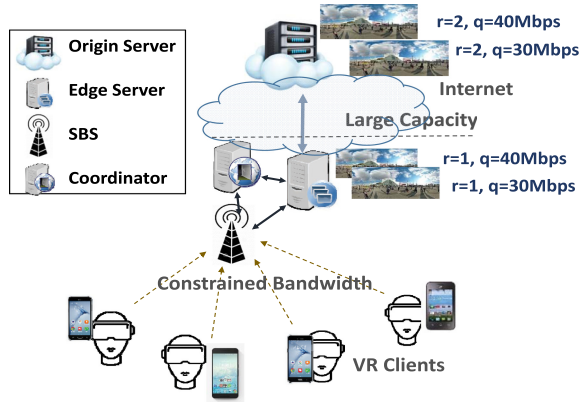 Origin Server
Edge Server
SBS
Coordinator
r=2, q=40Mbps
r=2, q=30Mbps
Internet
Large Capacity
r=1, q=40Mbps
r=1, q=30Mbps
Constrained Bandwidth
VR Clients